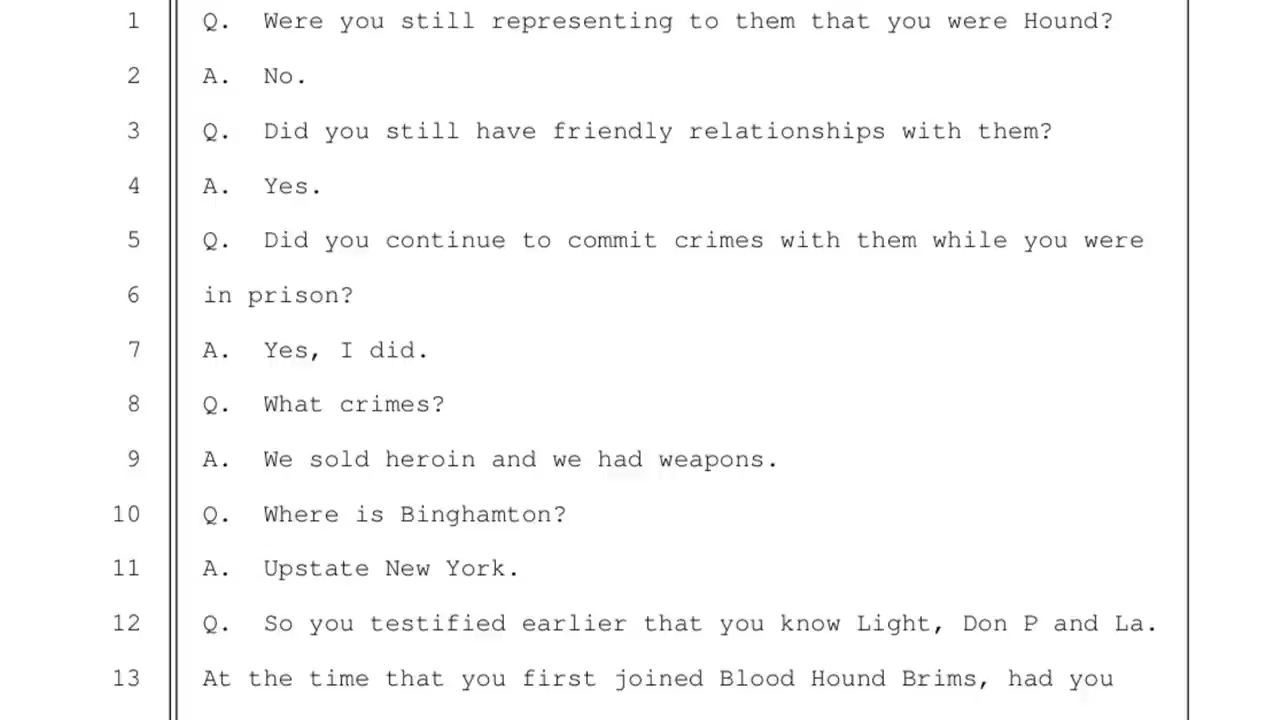 1 Q. Were you still representing to them that you were Hound?
2 A. No.
3 Q. Did you still have friendly relationships with them?
4 A. Yes.
5 Q. Did you continue to commit crimes with them while you were
6 in prison?
7 A. Yes, I did.
8 Q. What crimes?
9 A. We sold heroin and we had weapons.
10 Q. Where is Binghamton?
11 A. Upstate New York.
12 Q. So you testified earlier that you know Light, Don P and La.
13 At the time that you first joined Blood Hound Brims, had you